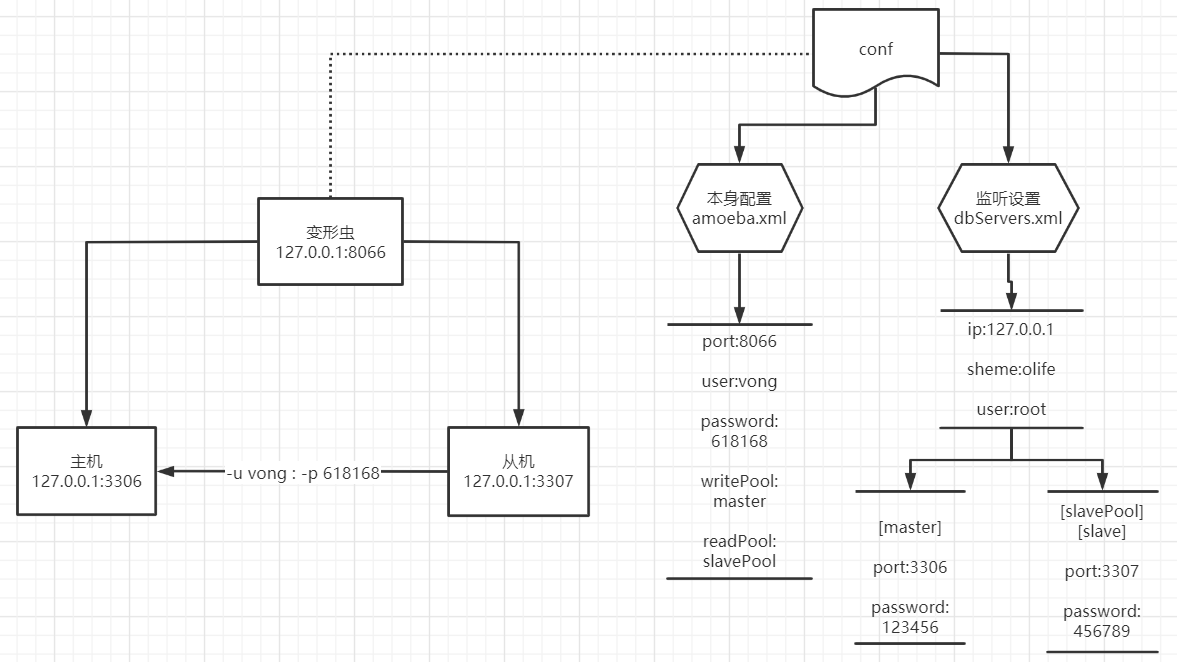 conf
本身配置
amoeba.xml
监听设置
dbServers.xml
变形虫
127.0.0.1:8066
port:8066
user:vong
password:
618168
writePool:
master
readPool:
slavePool
ip:127.0.0.1
sheme:olife
user:root
主机
127.0.0.1:3306
-u vong : -p 618168
从机
127.0.0.1:3307
[master]
port:3306
password:
123456
[slavePool]
[slave]
port:3307
password:
456789